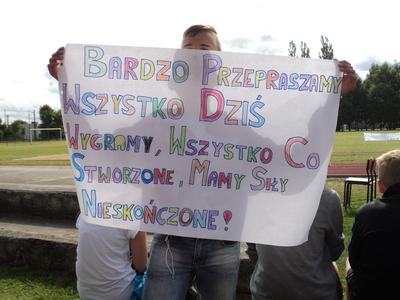 BARDZO PRZEPRASZAMY
WSZYSTKO DZIŚ
WYGRAMY, WSZYSTKO CO
STWORZONE, MAMY SIŁY
NIESKOŃCZONE!